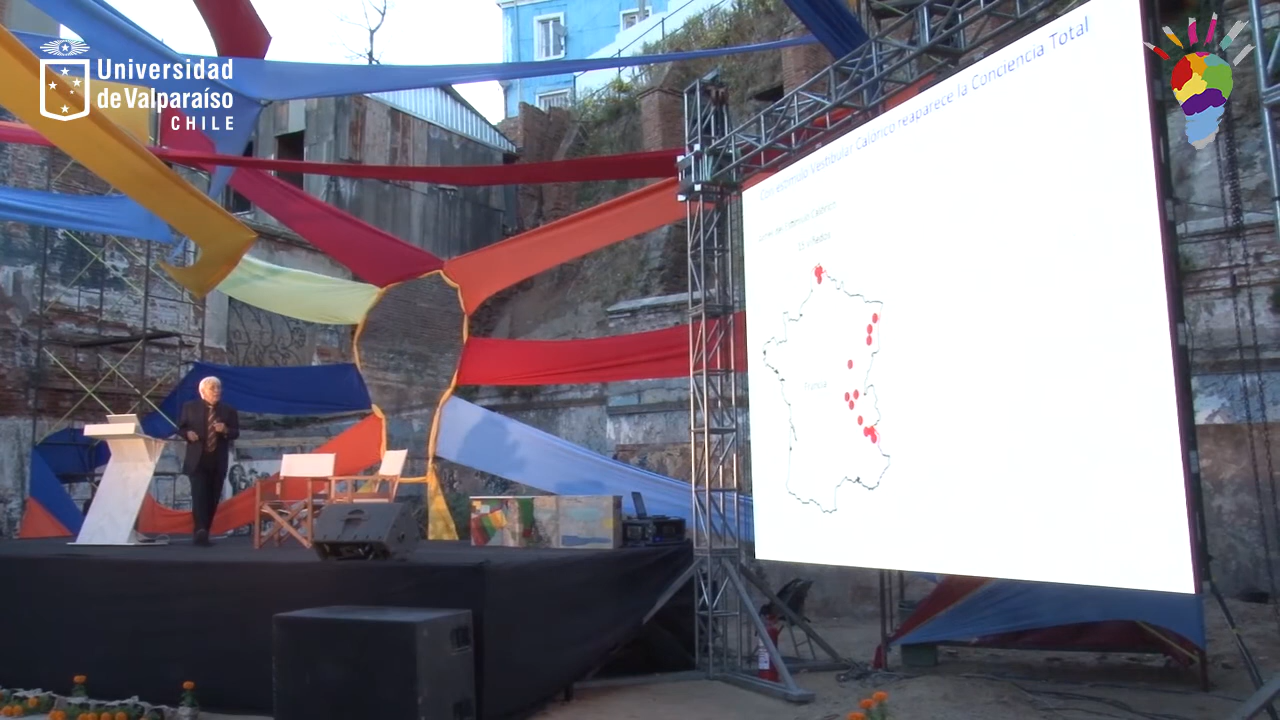 Universidad
de Valparaíso
CHILE
Con estímulo Vestibular Calórico reaparece la Conciencia Total
Francia